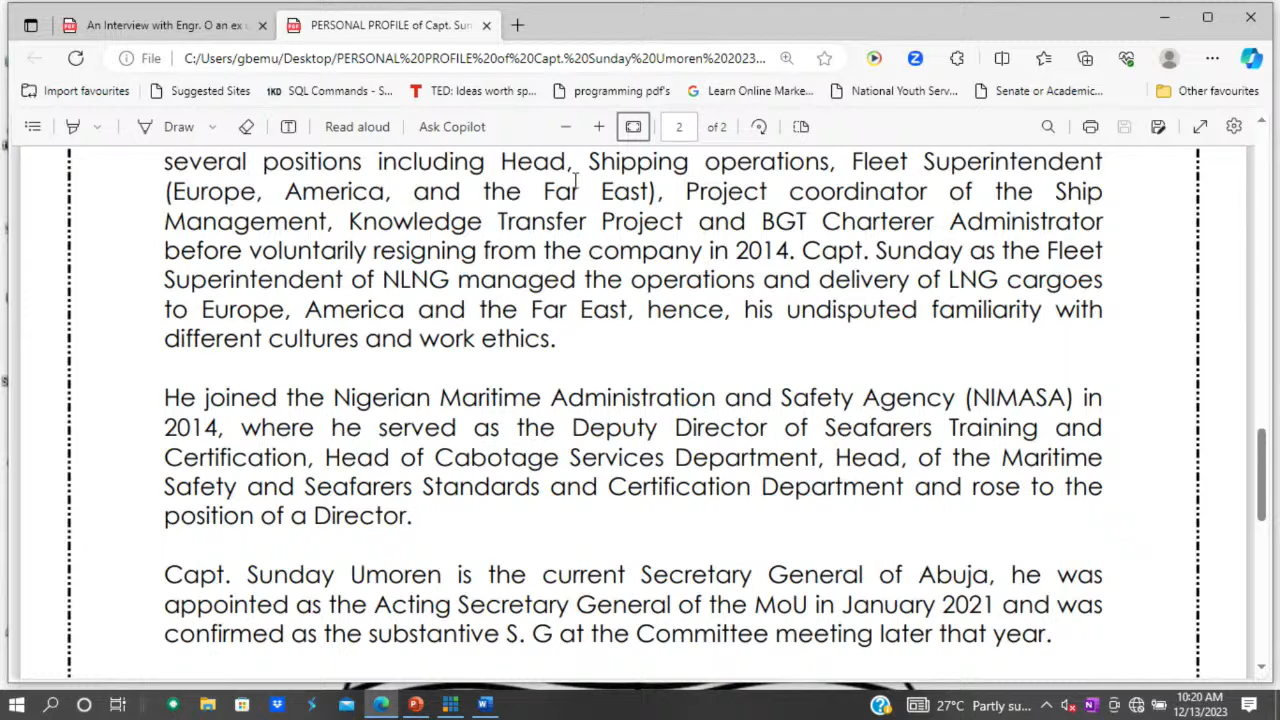 An Interview with Engr. O an ex
PERSONAL PROFILE of Capt. Sun
File
C:/Users/gbemu/Desktop/PERSONAL%20PROFILE%20of%20Capt.%20Sunday%20Umoren%202023...
Import favourites
Suggested Sites
1KD SQL Commands - S...
TED: Ideas worth sp...
programming pdf's
Learn Online Marke...
National Youth Serv...
Senate or Academic...
Other favourites
Draw
Read aloud
Ask Copilot
2 of 2
several positions including Head, Shipping operations, Fleet Superintendent
(Europe, America, and the Far East), Project coordinator of the Ship
Management, Knowledge Transfer Project and BGT Charterer Administrator
before voluntarily resigning from the company in 2014. Capt. Sunday as the Fleet
Superintendent of NLNG managed the operations and delivery of LNG cargoes
to Europe, America and the Far East, hence, his undisputed familiarity with
different cultures and work ethics.
He joined the Nigerian Maritime Administration and Safety Agency (NIMASA) in
2014, where he served as the Deputy Director of Seafarers Training and
Certification, Head of Cabotage Services Department, Head, of the Maritime
Safety and Seafarers Standards and Certification Department and rose to the
position of a Director.
Capt. Sunday Umoren is the current Secretary General of Abuja, he was
appointed as the Acting Secretary General of the MoU in January 2021 and was
confirmed as the substantive S. G at the Committee meeting later that year.
27°C Partly su...
10:20 AM
12/13/2023